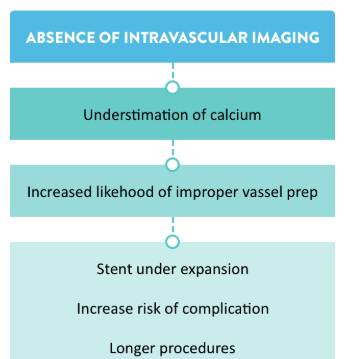 ABSENCE OF INTRAVASCULAR IMAGING
Understimation of calcium
Increased likehood of improper vessel prep
Stent under expansion
Increase risk of complication
Longer procedures